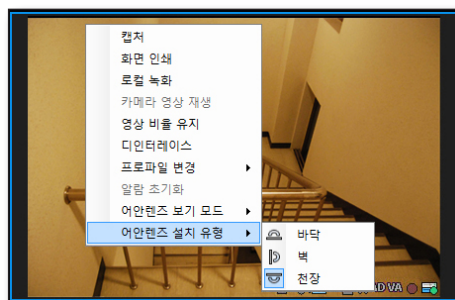 캡처
화면 인쇄
로컬 녹화
카메라 영상 재생
영상 비율 유지
디인터레이스
프로파일 변경
알람 초기화
어안렌즈 보기 모드
어안렌즈 설치 유형
바닥
벽
천장
AD VA